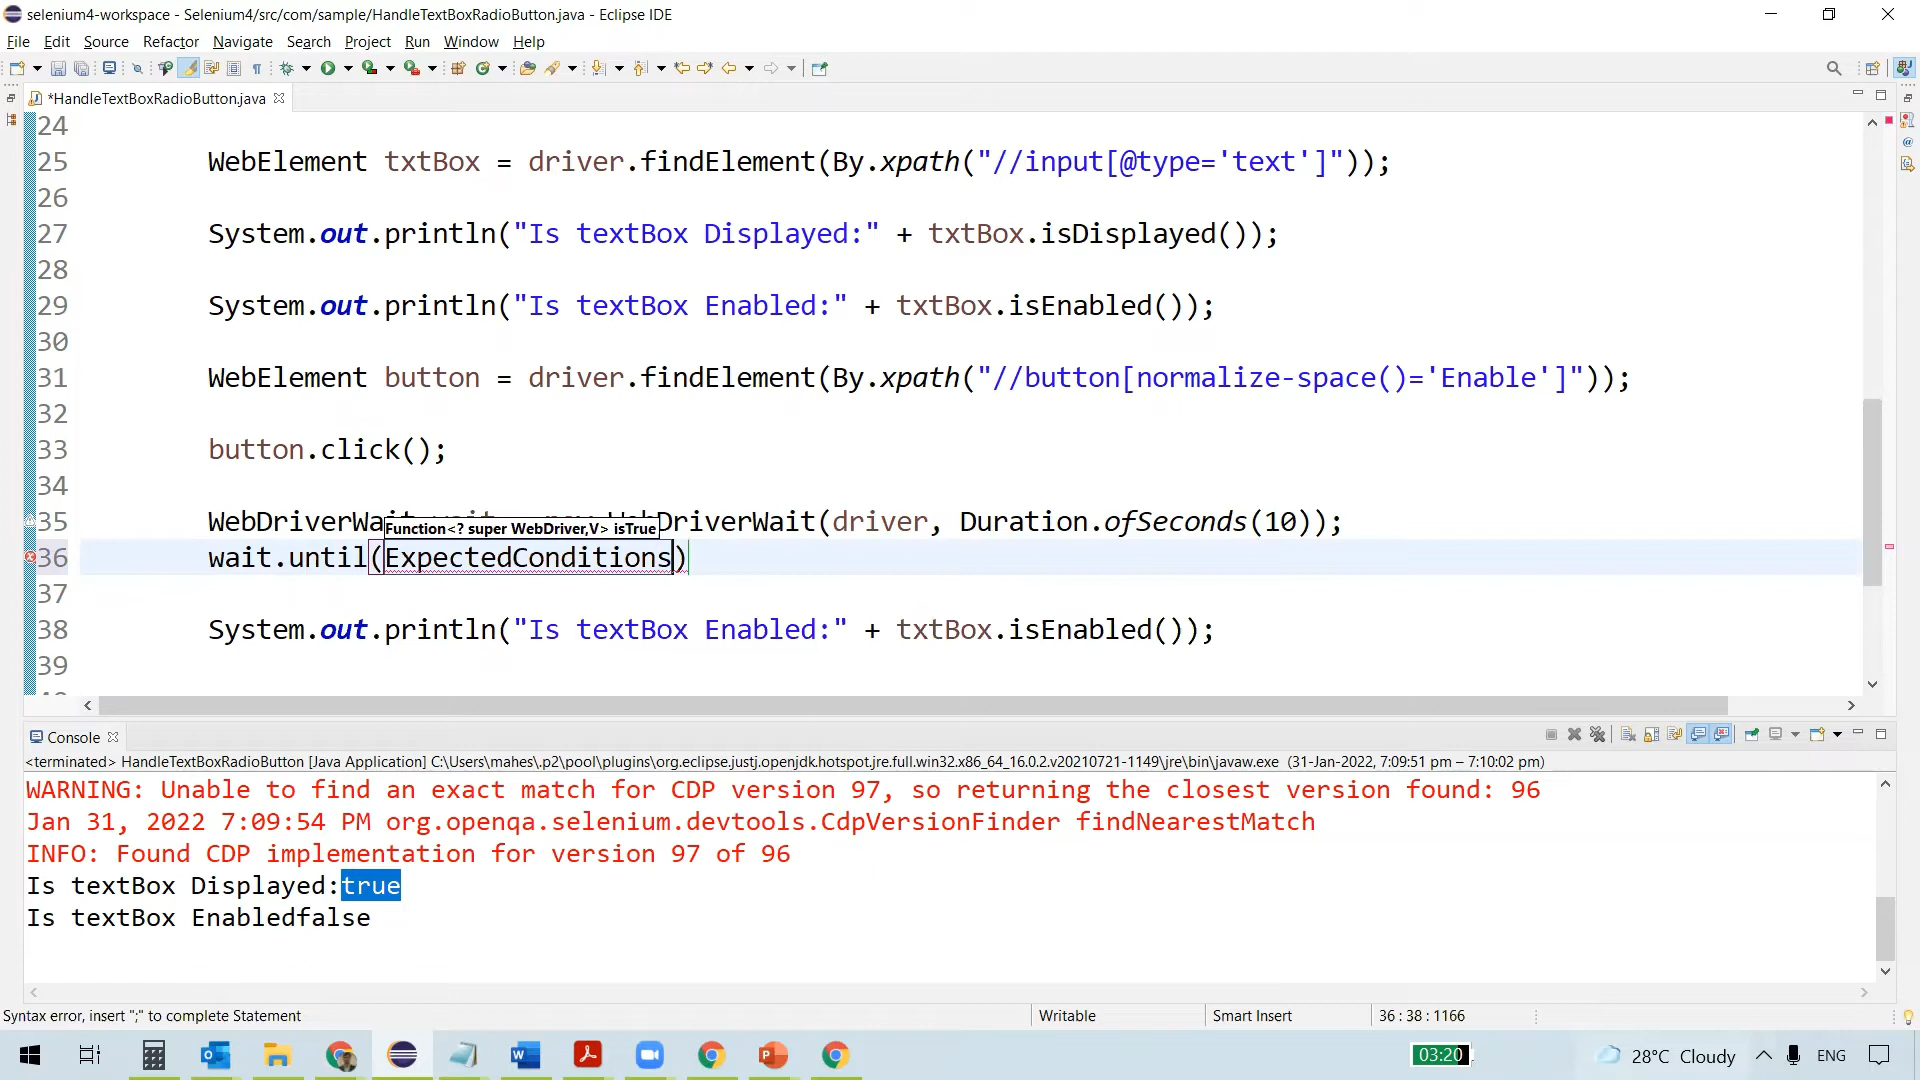 selenium4-workspace - Selenium4/src/com/sample/HandleTextBoxRadioButton.java - Eclipse IDE
File Edit Source Refactor Navigate Search Project Run Window Help
*HandleTextBoxRadioButton.java
24
25 WebElement txtBox = driver.findElement(By.xpath("//input[@type='text']"));
26
27 System.out.println("Is textBox Displayed:" + txtBox.isDisplayed());
28
29 System.out.println("Is textBox Enabled:" + txtBox.isEnabled());
30
31 WebElement button = driver.findElement(By.xpath("//button[normalize-space()='Enable']"));
32
33 button.click();
34
35 WebDriverWait DriverWait(driver, Duration.ofSeconds(10));
Function<? super WebDriver,V> isTrue
36 wait.until(ExpectedConditions)
37
38 System.out.println("Is textBox Enabled:" + txtBox.isEnabled());
39
Console
<terminated> HandleTextBoxRadioButton [Java Application] C:\Users\mahes\.p2\pool\plugins\org.eclipse.justj.openjdk.hotspot.jre.full.win32.x86_64_16.0.2.v20210721-1149\jre\bin\javaw.exe (31-Jan-2022, 7:09:51 pm – 7:10:02 pm)
WARNING: Unable to find an exact match for CDP version 97, so returning the closest version found: 96
Jan 31, 2022 7:09:54 PM org.openqa.selenium.devtools.CdpVersionFinder findNearestMatch
INFO: Found CDP implementation for version 97 of 96
Is textBox Displayed:true
Is textBox Enabledfalse
Syntax error, insert ";" to complete Statement Writable Smart Insert 36 : 38 : 1166
03:20 28°C Cloudy ENG